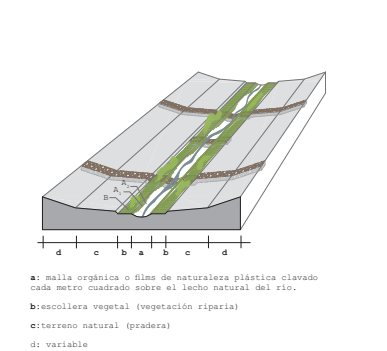 A
A
B
d c b a b c d
a: malla orgánica o films de naturaleza plástica clavado
cada metro cuadrado sobre el lecho natural del río.
b:escollera vegetal (vegetación riparia)
c:terreno natural (pradera)
d: variable